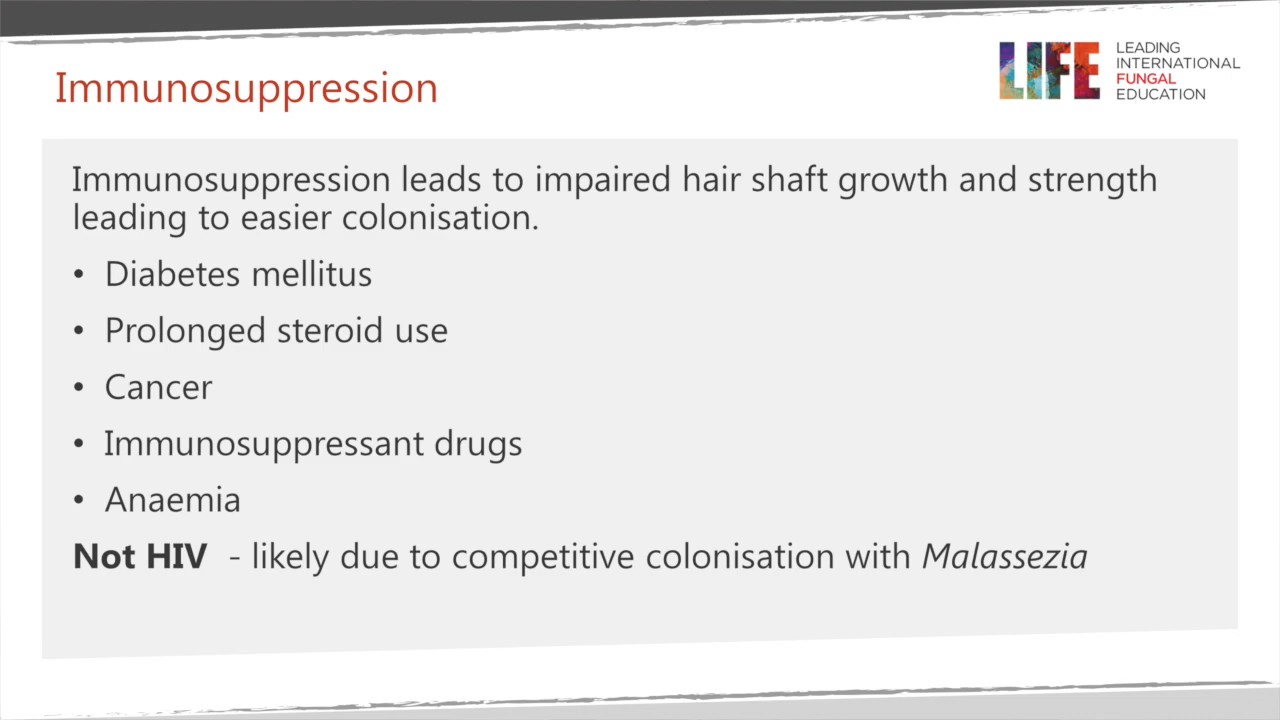 Immunosuppression
LIFE
LEADING
INTERNATIONAL
FUNGAL
EDUCATION
Immunosuppression leads to impaired hair shaft growth and strength
leading to easier colonisation.
• Diabetes mellitus
• Prolonged steroid use
• Cancer
• Immunosuppressant drugs
• Anaemia
Not HIV - likely due to competitive colonisation with Malassezia